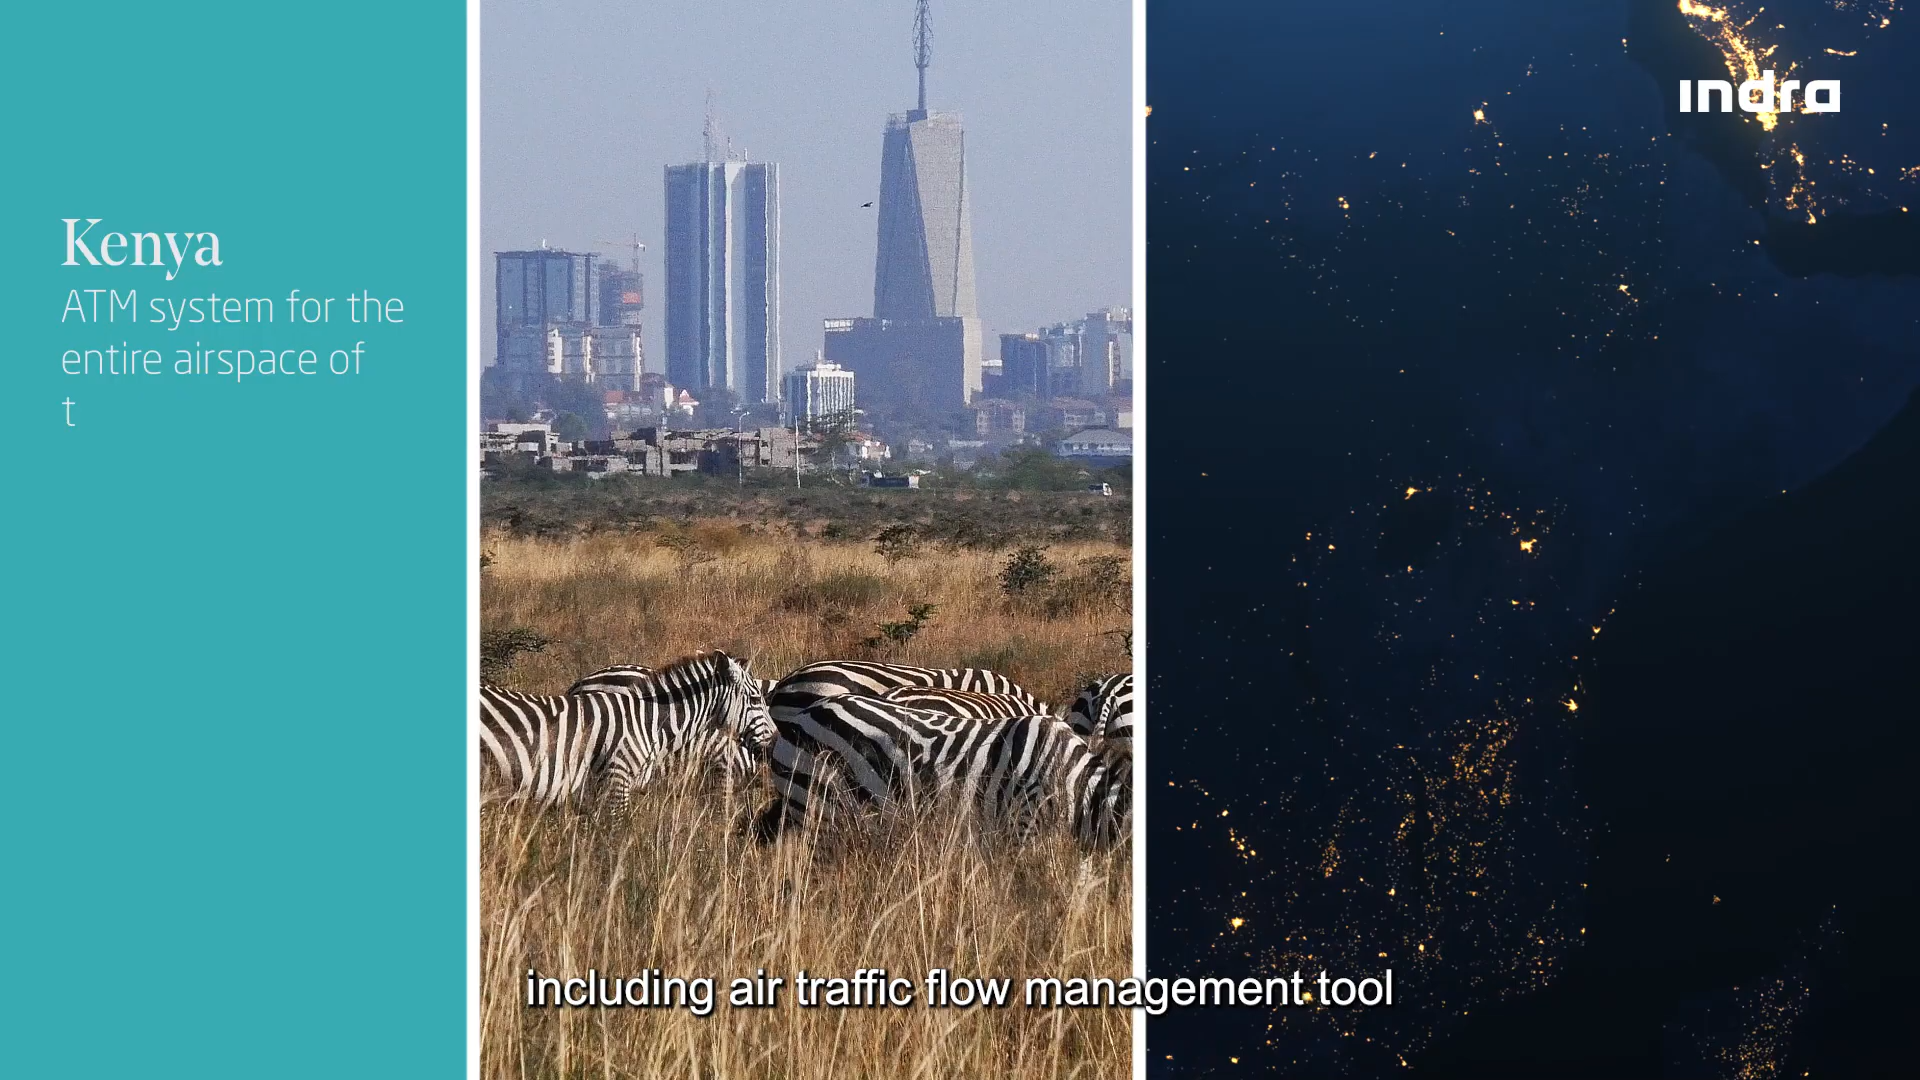 Kenya
ATM system for the
entire airspace of
t
indra
including air traffic flow management tool